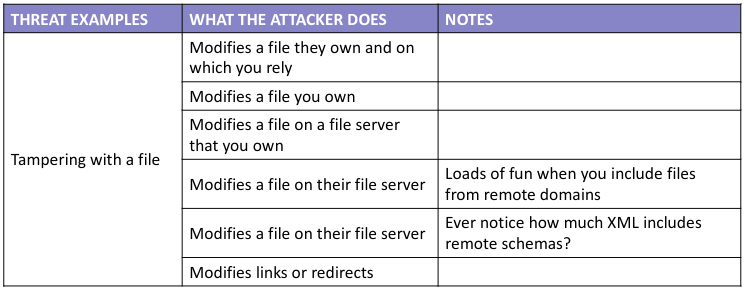 THREAT EXAMPLES WHAT THE ATTACKER DOES NOTES
Modifies a file they own and on
which you rely
Modifies a file you own
Modifies a file on a file server
that you own
Tampering with a file
Modifies a file on their file server
Loads of fun when you include files
from remote domains
Modifies a file on their file server
Ever notice how much XML includes
remote schemas?
Modifies links or redirects